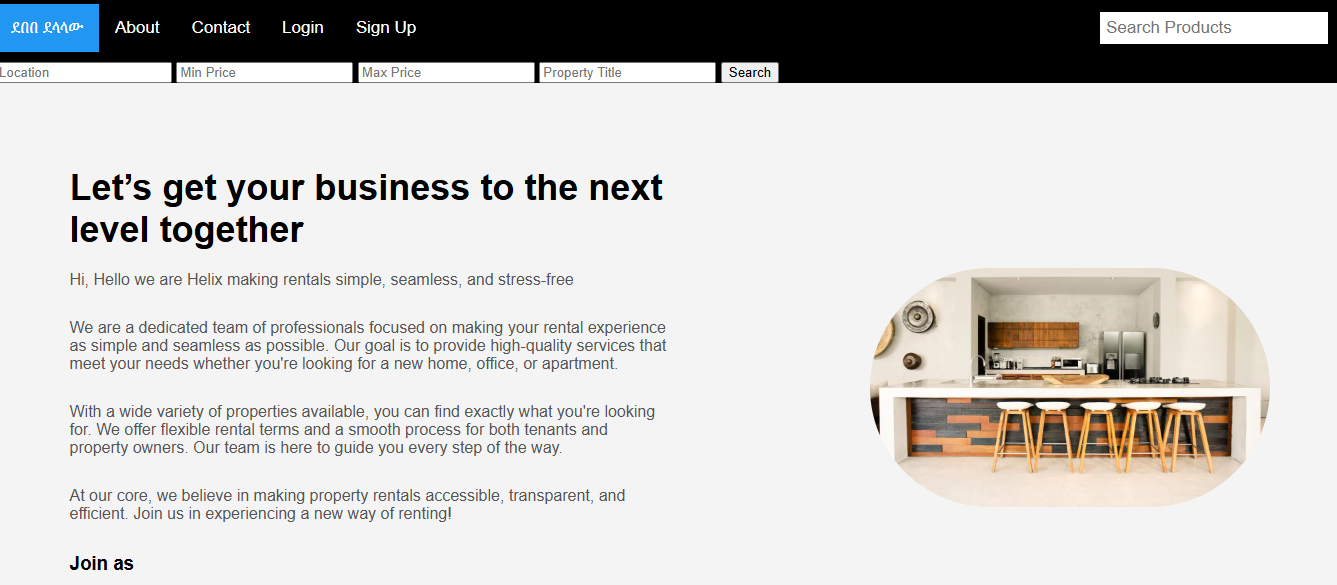 ደበበ ደላላው About Contact Login Sign Up Search Products
Location Min Price Max Price Property Title Search
Let’s get your business to the next
level together
Hi, Hello we are Helix making rentals simple, seamless, and stress-free
We are a dedicated team of professionals focused on making your rental experience
as simple and seamless as possible. Our goal is to provide high-quality services that
meet your needs whether you're looking for a new home, office, or apartment.
With a wide variety of properties available, you can find exactly what you're looking
for. We offer flexible rental terms and a smooth process for both tenants and
property owners. Our team is here to guide you every step of the way.
At our core, we believe in making property rentals accessible, transparent, and
efficient. Join us in experiencing a new way of renting!
Join as